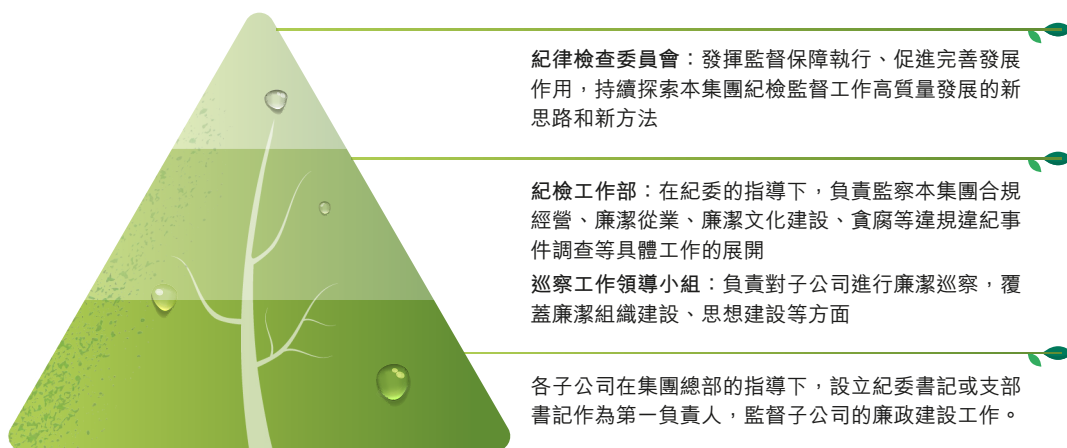 紀律檢查委員會：發揮監督保障執行、促進完善發展
作用，持續探索本集團紀檢監督工作高質量發展的新
思路和新方法
紀檢工作部：在紀委的指導下，負責監察本集團合規
經營、廉潔從業、廉潔文化建設、貪腐等違規違紀事
件調查等具體工作的展開
巡察工作領導小組：負責對子公司進行廉潔巡察，覆
蓋廉潔組織建設、思想建設等方面
各子公司在集團總部的指導下，設立紀委書記或支部
書記作為第一負責人，監督子公司的廉政建設工作。